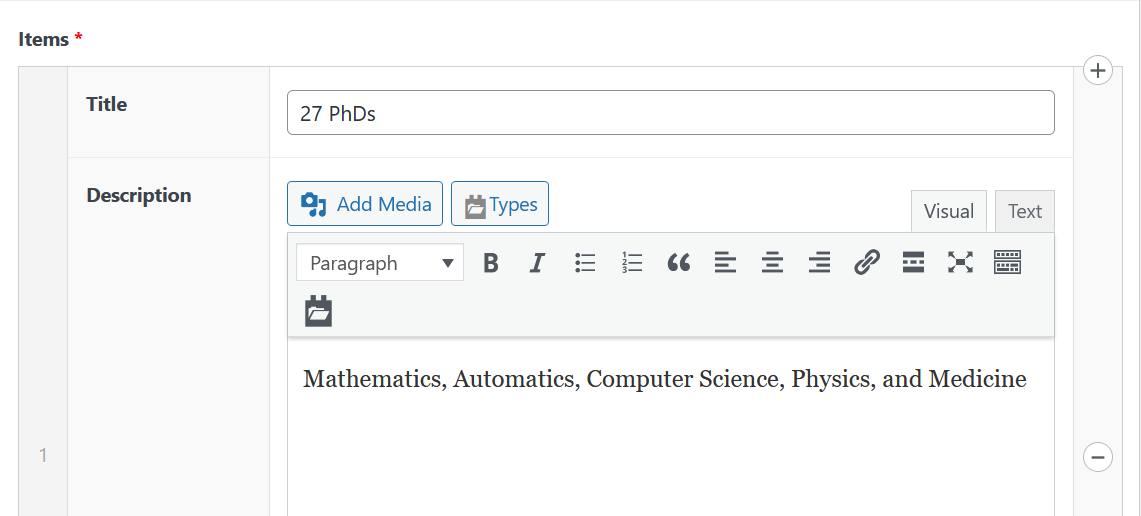 Items *
Title
27 PhDs
Description
Add Media
Types
Visual
Text
Paragraph
Mathematics, Automatics, Computer Science, Physics, and Medicine
1